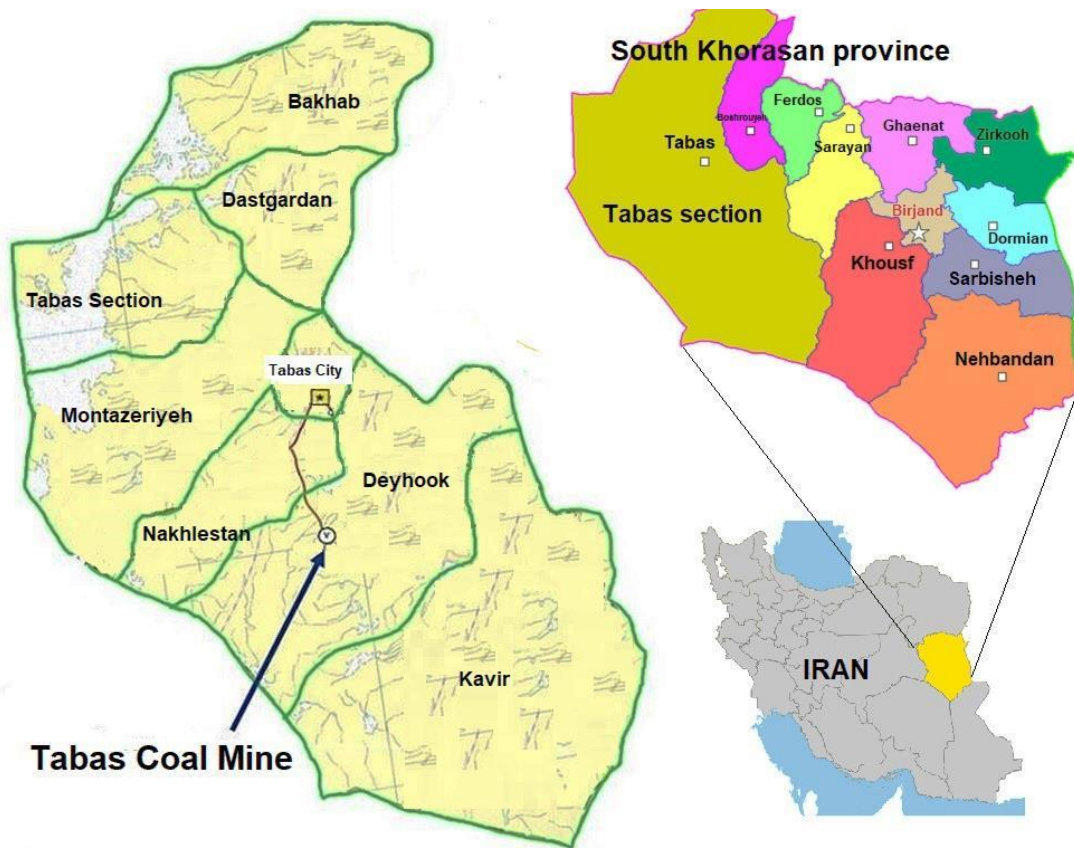 Bakhab
Dastgardan
Tabas Section
Tabas City
Montazeriyeh
Deyhook
Nakhlestan
Kavir
Tabas Coal Mine
South Khorasan province
Boshrouyeh
Ferdos
Sarayan
Ghaenat
Zirkooh
Tabas
Tabas section
Birjand
Dormian
Khousf
Sarbisheh
Nehbandan
IRAN